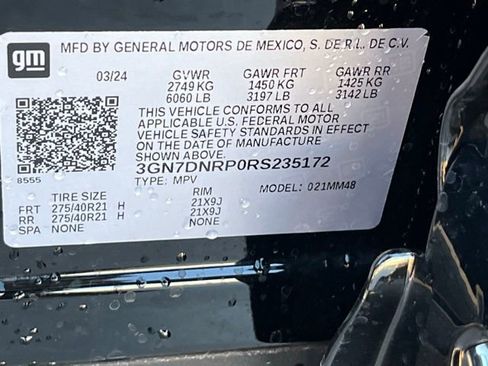 gm
MFD BY GENERAL MOTORS DE MEXICO, S. DE R.L. DE C.V.
03/24 GVWR GAWR FRT GAWR RR
2749 KG 1450 KG 1425 KG
6060 LB 3197 LB 3142 LB
THIS VEHICLE CONFORMS TO ALL
APPLICABLE U.S. FEDERAL MOTOR
VEHICLE SAFETY STANDARDS IN EFFECT
ON THE DATE OF MANUFACTURE
3GN7DNRP0RS235172
8555 TYPE: MPV MODEL: 021MM48
TIRE SIZE RIM
FRT 275/40R21 H 21X9J
RR 275/40R21 H 21X9J
SPA NONE NONE